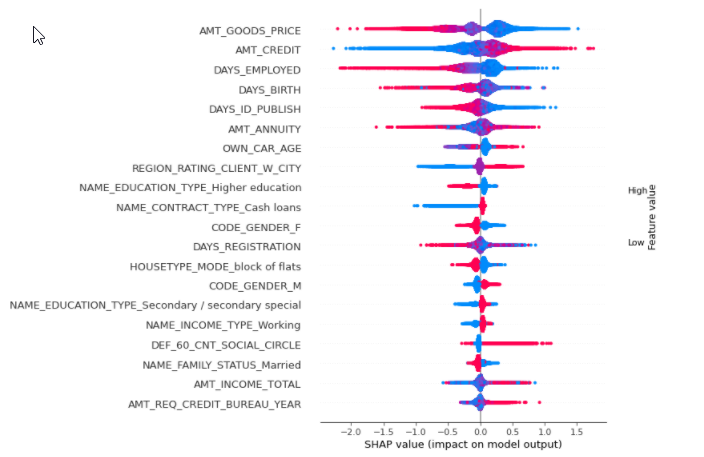 AMT_GOODS_PRICE
AMT_CREDIT
DAYS_EMPLOYED
DAYS_BIRTH
DAYS_ID_PUBLISH
AMT_ANNUITY
OWN_CAR_AGE
REGION_RATING_CLIENT_W_CITY
NAME_EDUCATION_TYPE_Higher education
NAME_CONTRACT_TYPE_Cash loans
CODE_GENDER_F
DAYS_REGISTRATION
HOUSETYPE_MODE_block of flats
CODE_GENDER_M
NAME_EDUCATION_TYPE_Secondary / secondary special
NAME_INCOME_TYPE_Working
DEF_60_CNT_SOCIAL_CIRCLE
NAME_FAMILY_STATUS_Married
AMT_INCOME_TOTAL
AMT_REQ_CREDIT_BUREAU_YEAR
−2.0 −1.5 −1.0 −0.5 0.0 0.5 1.0 1.5
SHAP value (impact on model output)
High
Low
Feature value